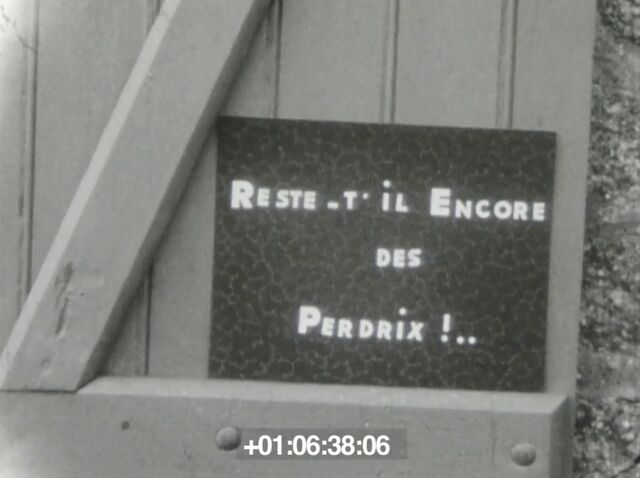 RESTE-T' iL ENCORE
DES
PERDRiX !..
+01:06:38:06